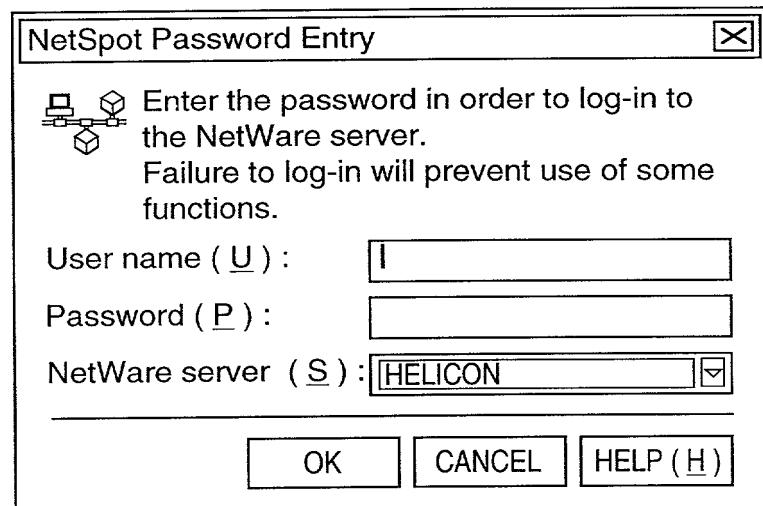 NetSpot Password Entry
Enter the password in order to log-in to
the NetWare server.
Failure to log-in will prevent use of some
functions.
User name ( U ) :
Password ( P ) :
NetWare server ( S ) : HELICON
OK CANCEL HELP ( H )